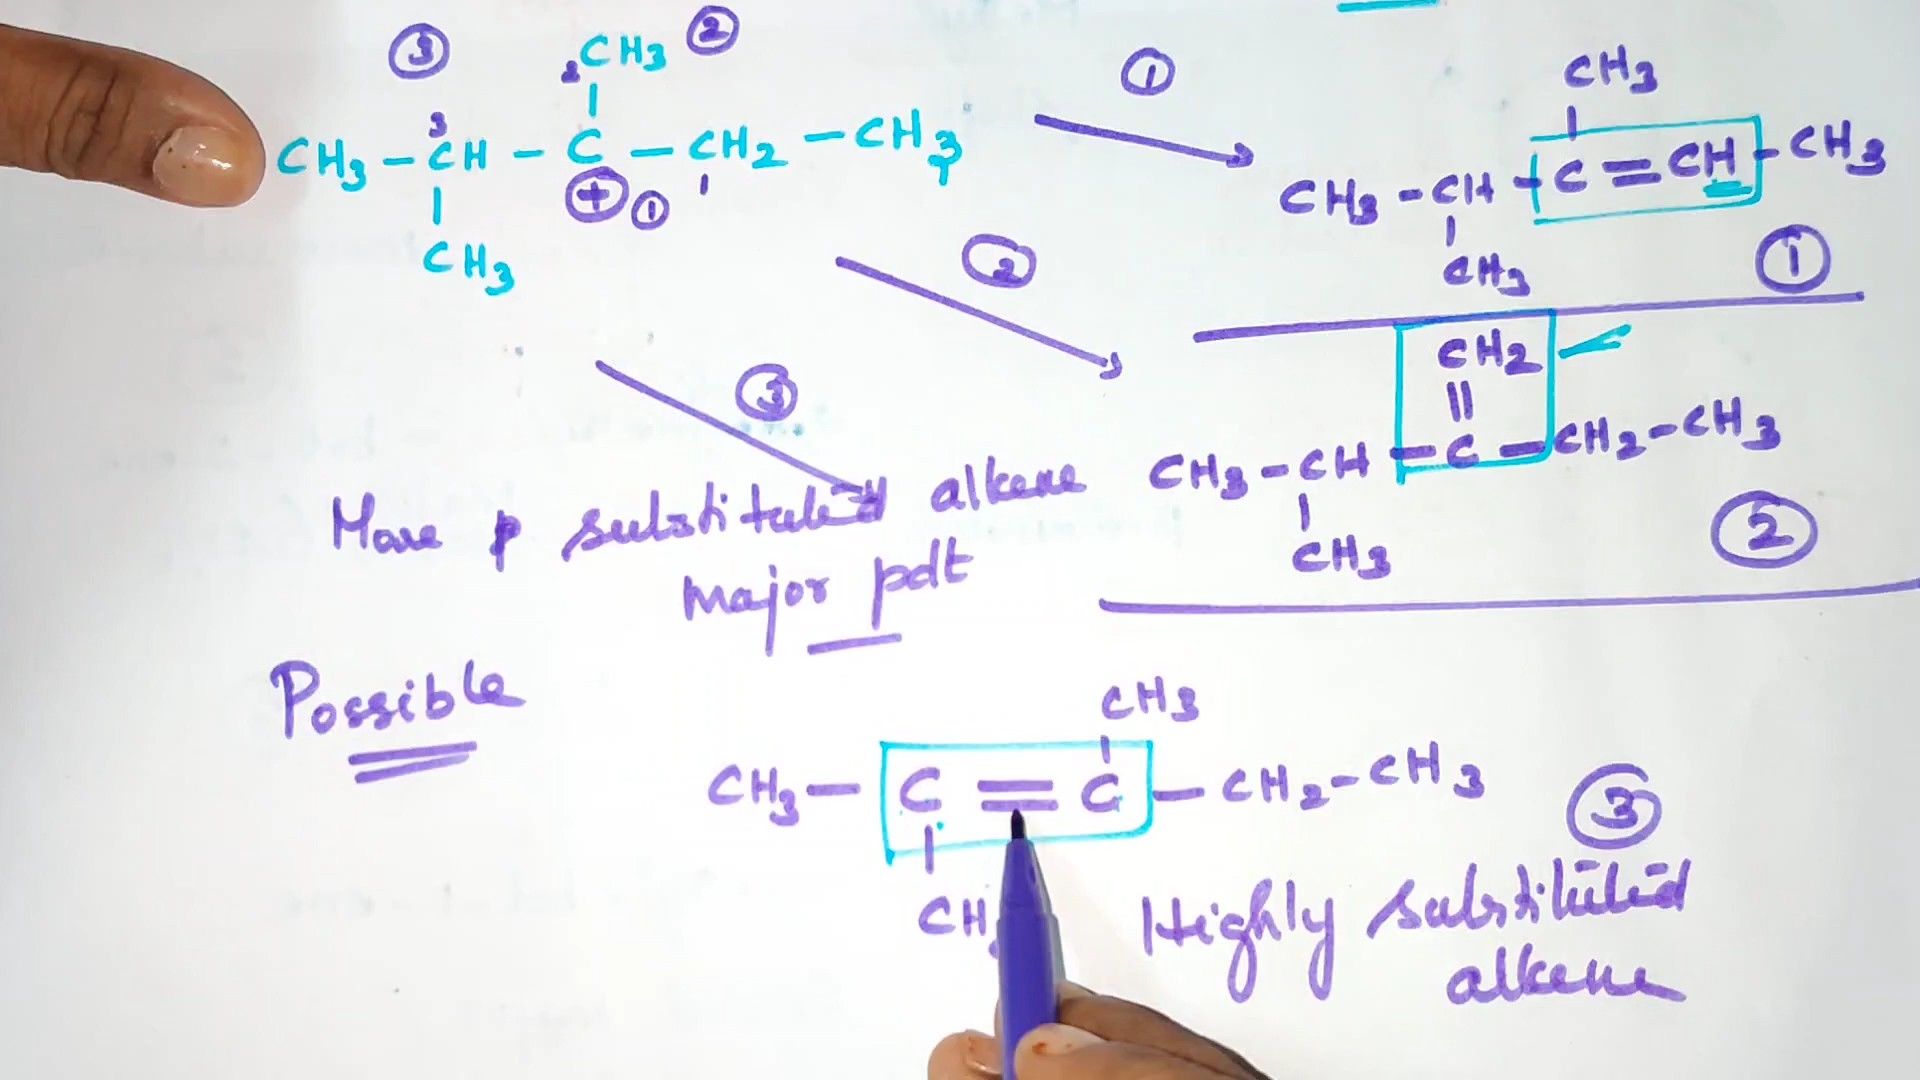 ③ 2CH3 ②
CH3 - CH3 - C - CH2 - CH3
⊕ ① 1
CH3
①
CH3
CH3 - CH - C = CH - CH3
CH3
①
②
CH2
CH3 - CH - C - CH2 - CH3
CH3
②
③
More substituted alkene
major pdt
Possible
CH3
CH3 - C = C - CH2 - CH3
CH
③
Highly substituted
alkene